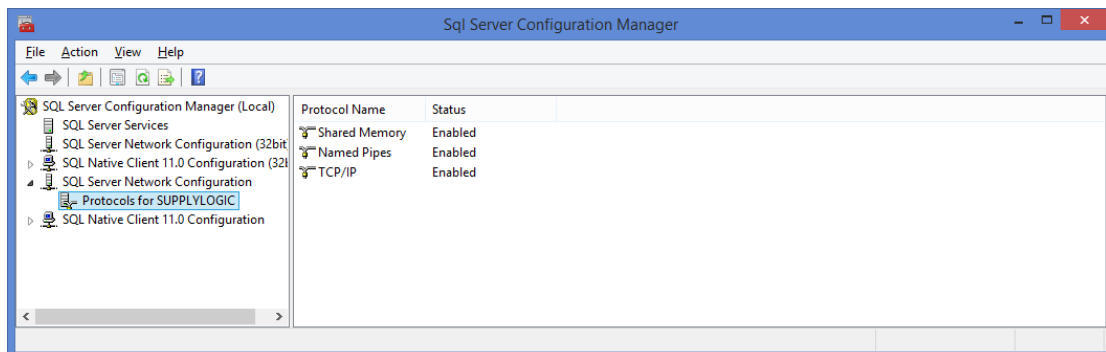 Sql Server Configuration Manager
File Action View Help
SQL Server Configuration Manager (Local)
SQL Server Services
SQL Server Network Configuration (32bit
SQL Native Client 11.0 Configuration (32b
SQL Server Network Configuration
Protocols for SUPPLYLOGIC
SQL Native Client 11.0 Configuration
Protocol Name Status
Shared Memory Enabled
Named Pipes Enabled
TCP/IP Enabled